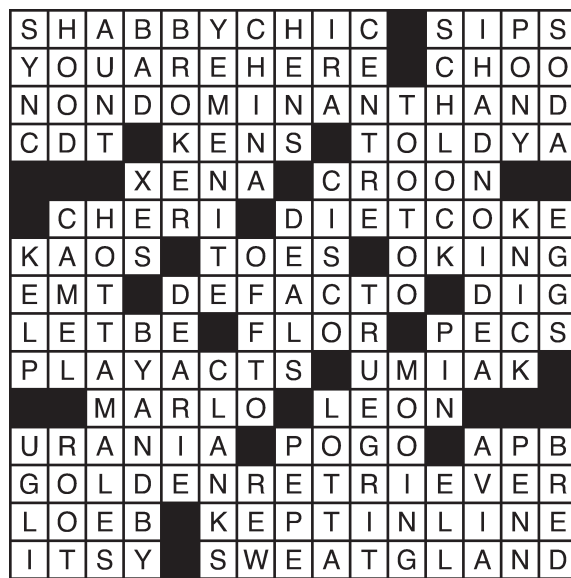 SHABBYCHIC SIPS
YOUAREHERE CHOO
NONDOMINANTHAND
CDT KENS TOLDYA
XENA CROON
CHERI DIETCOKE
KAOS TOES OKING
EMT DEFACTO DIG
LETBE FLOR PECS
PLAYACTS UMIAK
MARLO LEON
URANIA POGO APB
GOLDENRETRIEVER
LOEB KEPTINLINE
ITSY SWEATGLAND